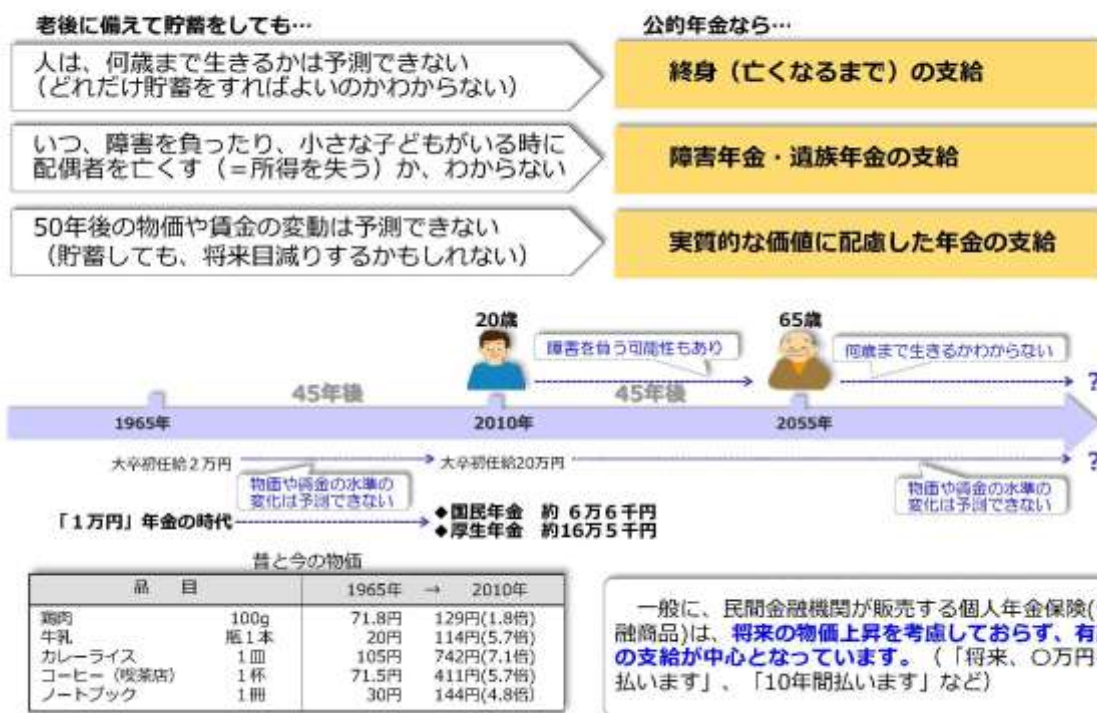 老後に備えて貯蓄をしても…
公的年金なら…
人は、何歳まで生きるかは予測できない
（どれだけ貯蓄をすればよいのかわからない）
終身（亡くなるまで）の支給
いつ、障害を負ったり、小さな子どもがいる時に
配偶者を亡くす（＝所得を失う）か、わからない
障害年金・遺族年金の支給
50年後の物価や賃金の変動は予測できない
（貯蓄しても、将来目減りするかもしれない）
実質的な価値に配慮した年金の支給
20歳
65歳
障害を負う可能性もあり
何歳まで生きるかわからない
?
45年後
45年後
1965年
2010年
2055年
大卒初任給２万円
大卒初任給20万円
?
物価や賃金の水準の
変化は予測できない
物価や賃金の水準の
変化は予測できない
「１万円」年金の時代
◆国民年金 約 ６万６千円
◆厚生年金 約16万５千円
昔と今の物価
品 目 1965年 → 2010年
鶏肉 100g 71.8円 129円(1.8倍)
牛乳 瓶１本 20円 114円(5.7倍)
カレーライス １皿 105円 742円(7.1倍)
コーヒー（喫茶店） １杯 71.5円 411円(5.7倍)
ノートブック １冊 30円 144円(4.8倍)
一般に、民間金融機関が販売する個人年金保険(
融商品)は、将来の物価上昇を考慮しておらず、有
の支給が中心となっています。（「将来、○万円
払います」、「10年間払います」など）